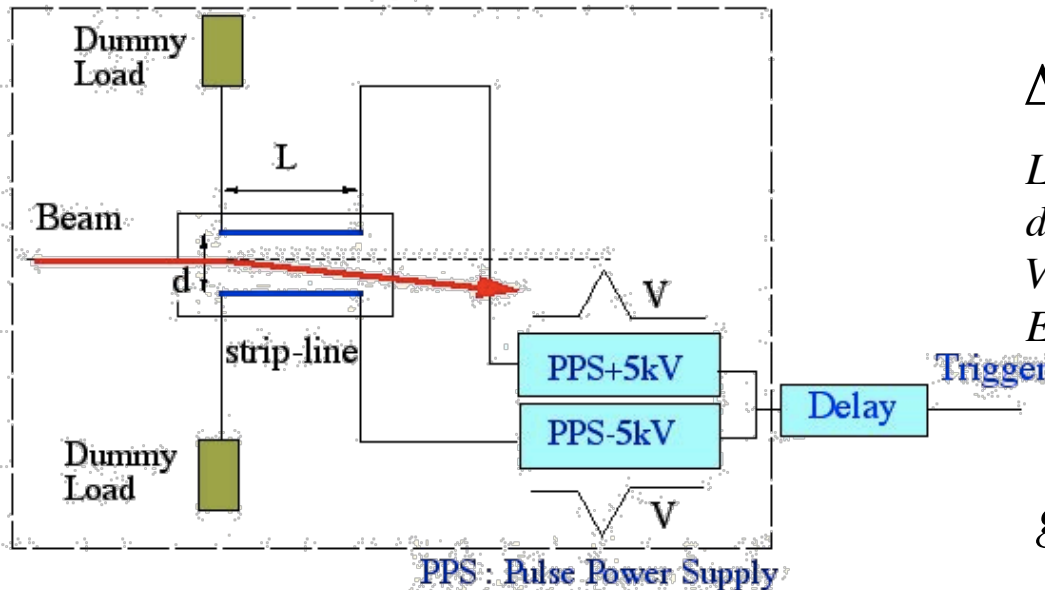 Dummy
Load
Δ
L
L
Beam
d
d
V
V
E
strip-line
PPS+5kV
Trigger
Delay
PPS-5kV
Dummy
Load
V
g
PPS : Pulse Power Supply